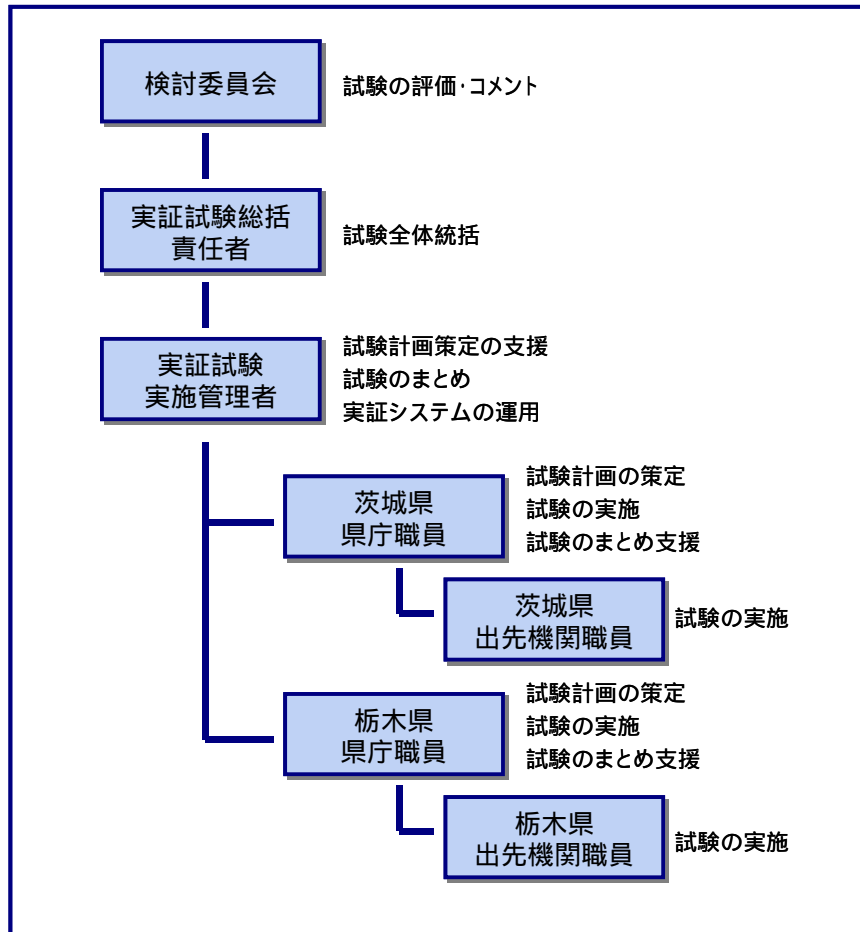 検討委員会
試験の評価・コメント
実証試験総括
責任者
試験全体統括
実証試験
実施管理者
試験計画策定の支援
試験のまとめ
実証システムの運用
茨城県
県庁職員
試験計画の策定
試験の実施
試験のまとめ支援
茨城県
出先機関職員
試験の実施
栃木県
県庁職員
試験計画の策定
試験の実施
試験のまとめ支援
栃木県
出先機関職員
試験の実施